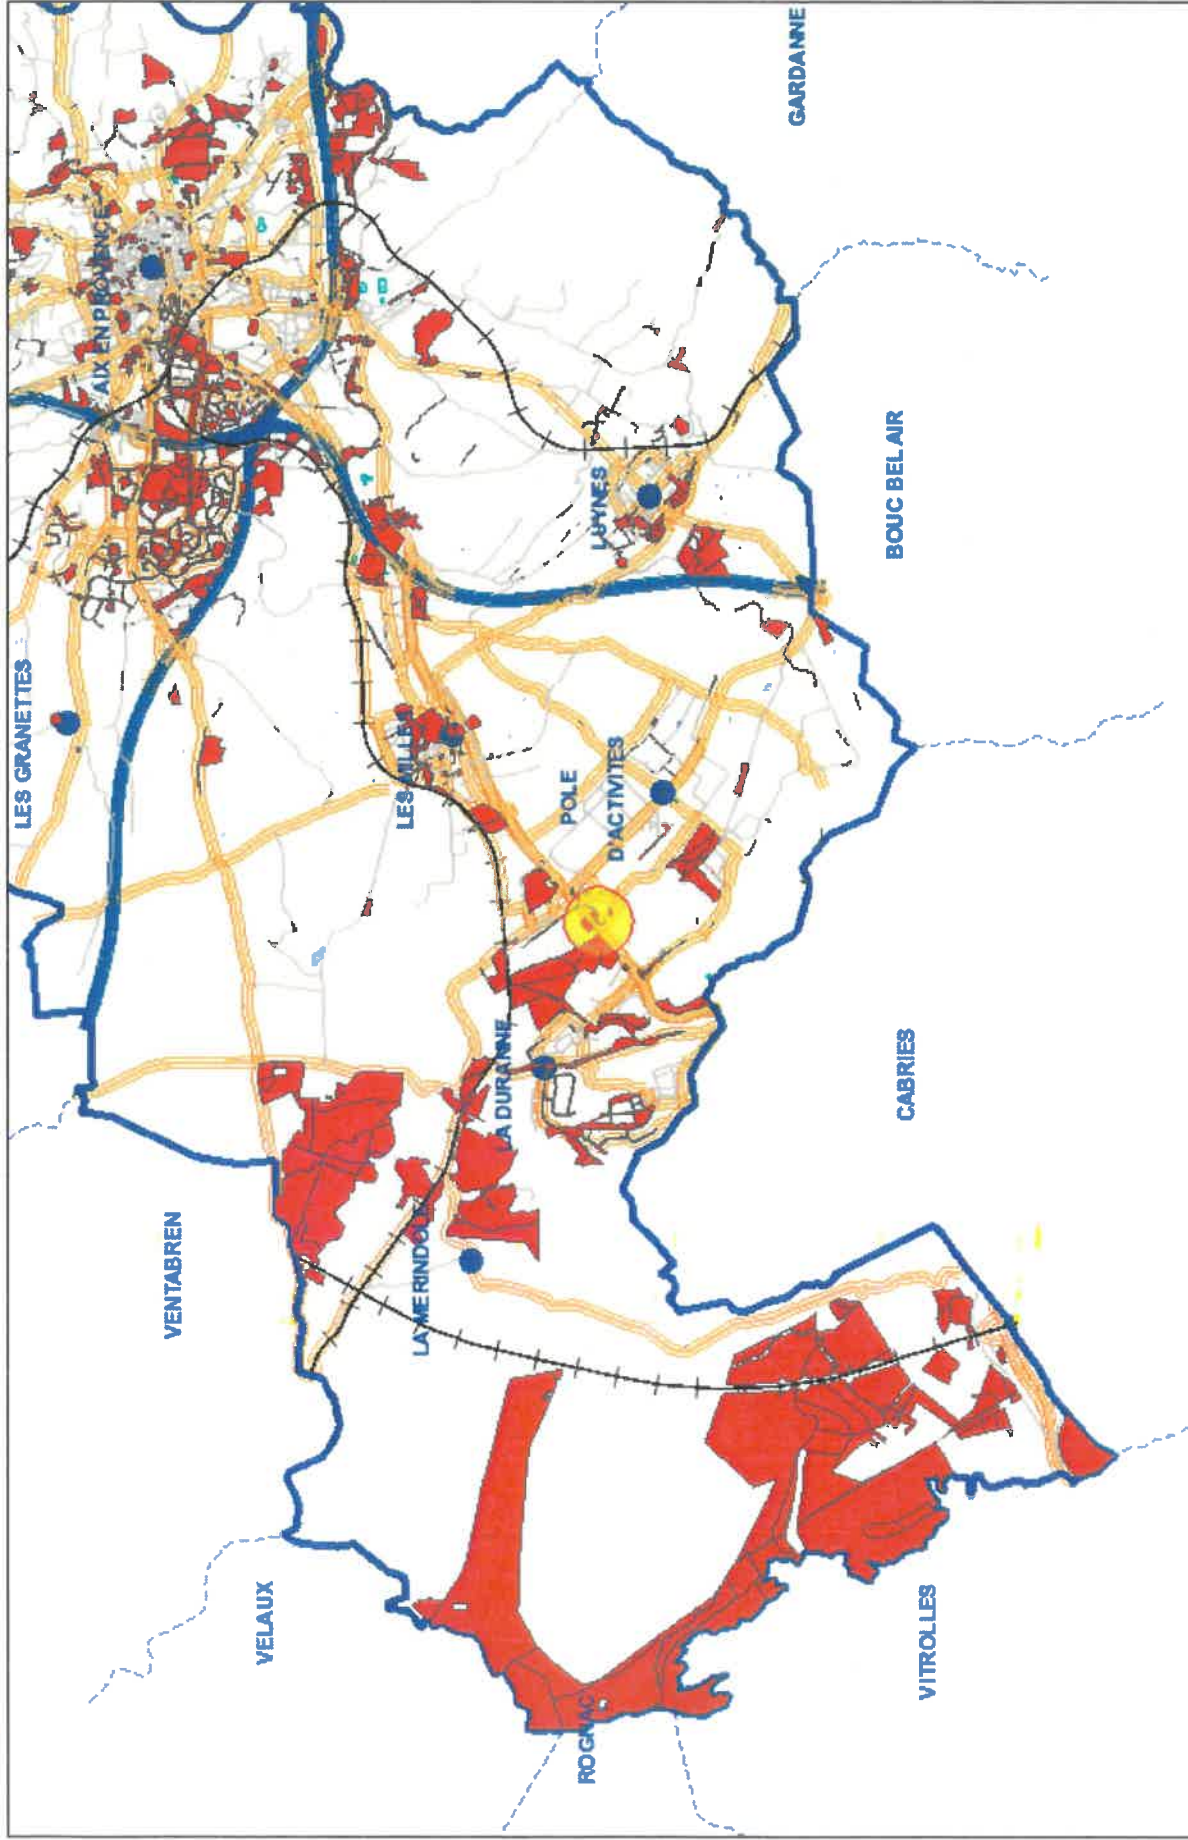 AIX EN PROVENCE
LES GRANETTES
GARDANNE
LUYNES
BOUC BEL AIR
LES MILLES
POLE
D'ACTIVITES
LA DURANNE
CABRIES
VENTABREN
LA MERINDOLE
VELAUX
ROGNAC
VITROLLES